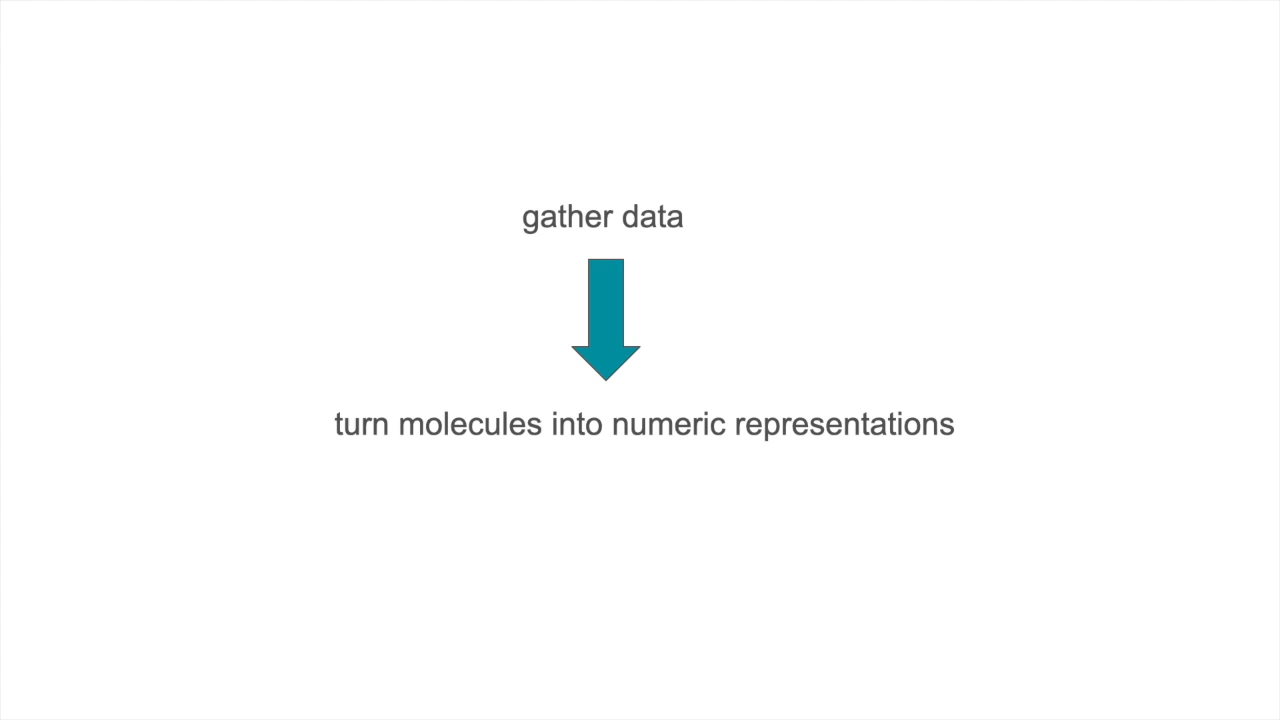 gather data
turn molecules into numeric representations